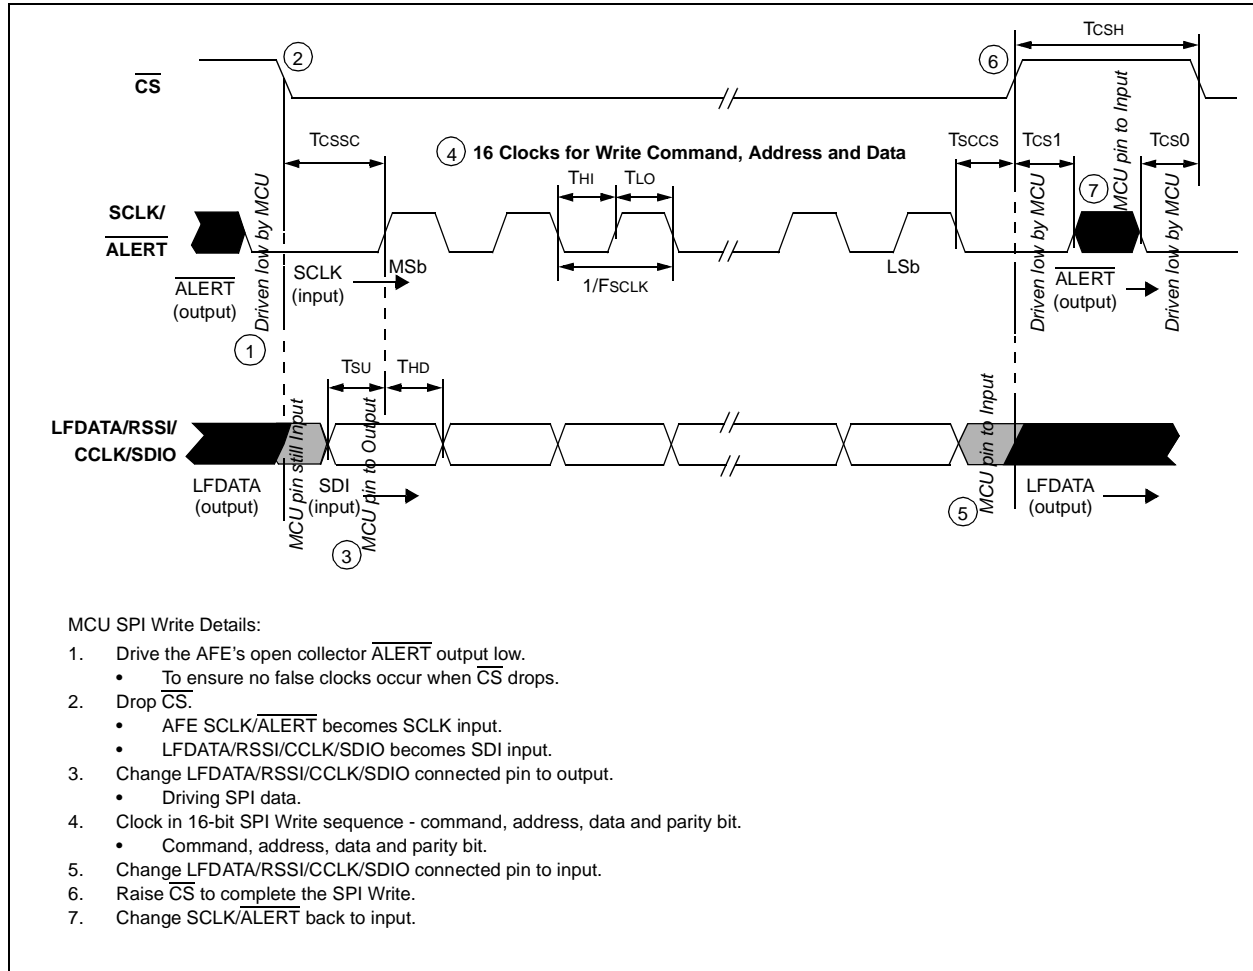 TCSH
2
6
CS
MCU pin to Input
TCSSC
4 16 Clocks for Write Command, Address and Data
TSCCS
TCS1
TCS0
THI
TLO
7
SCLK/
ALERT
Driven low by MCU
Driven low by MCU
Driven low by MCU
ALERT
(output)
SCLK
(input)
MSb
1/FSCLK
LSb
ALERT
(output)
1
TSU
THD
LFDATA/RSSI/
CCLK/SDIO
MCU pin still Input
MCU pin to Output
MCU pin to Input
LFDATA
(output)
SDI
(input)
LFDATA
(output)
3
5
MCU SPI Write Details:
1. Drive the AFE's open collector ALERT output low.
• To ensure no false clocks occur when CS drops.
2. Drop CS.
• AFE SCLK/ALERT becomes SCLK input.
• LFDATA/RSSI/CCLK/SDIO becomes SDI input.
3. Change LFDATA/RSSI/CCLK/SDIO connected pin to output.
• Driving SPI data.
4. Clock in 16-bit SPI Write sequence - command, address, data and parity bit.
• Command, address, data and parity bit.
5. Change LFDATA/RSSI/CCLK/SDIO connected pin to input.
6. Raise CS to complete the SPI Write.
7. Change SCLK/ALERT back to input.